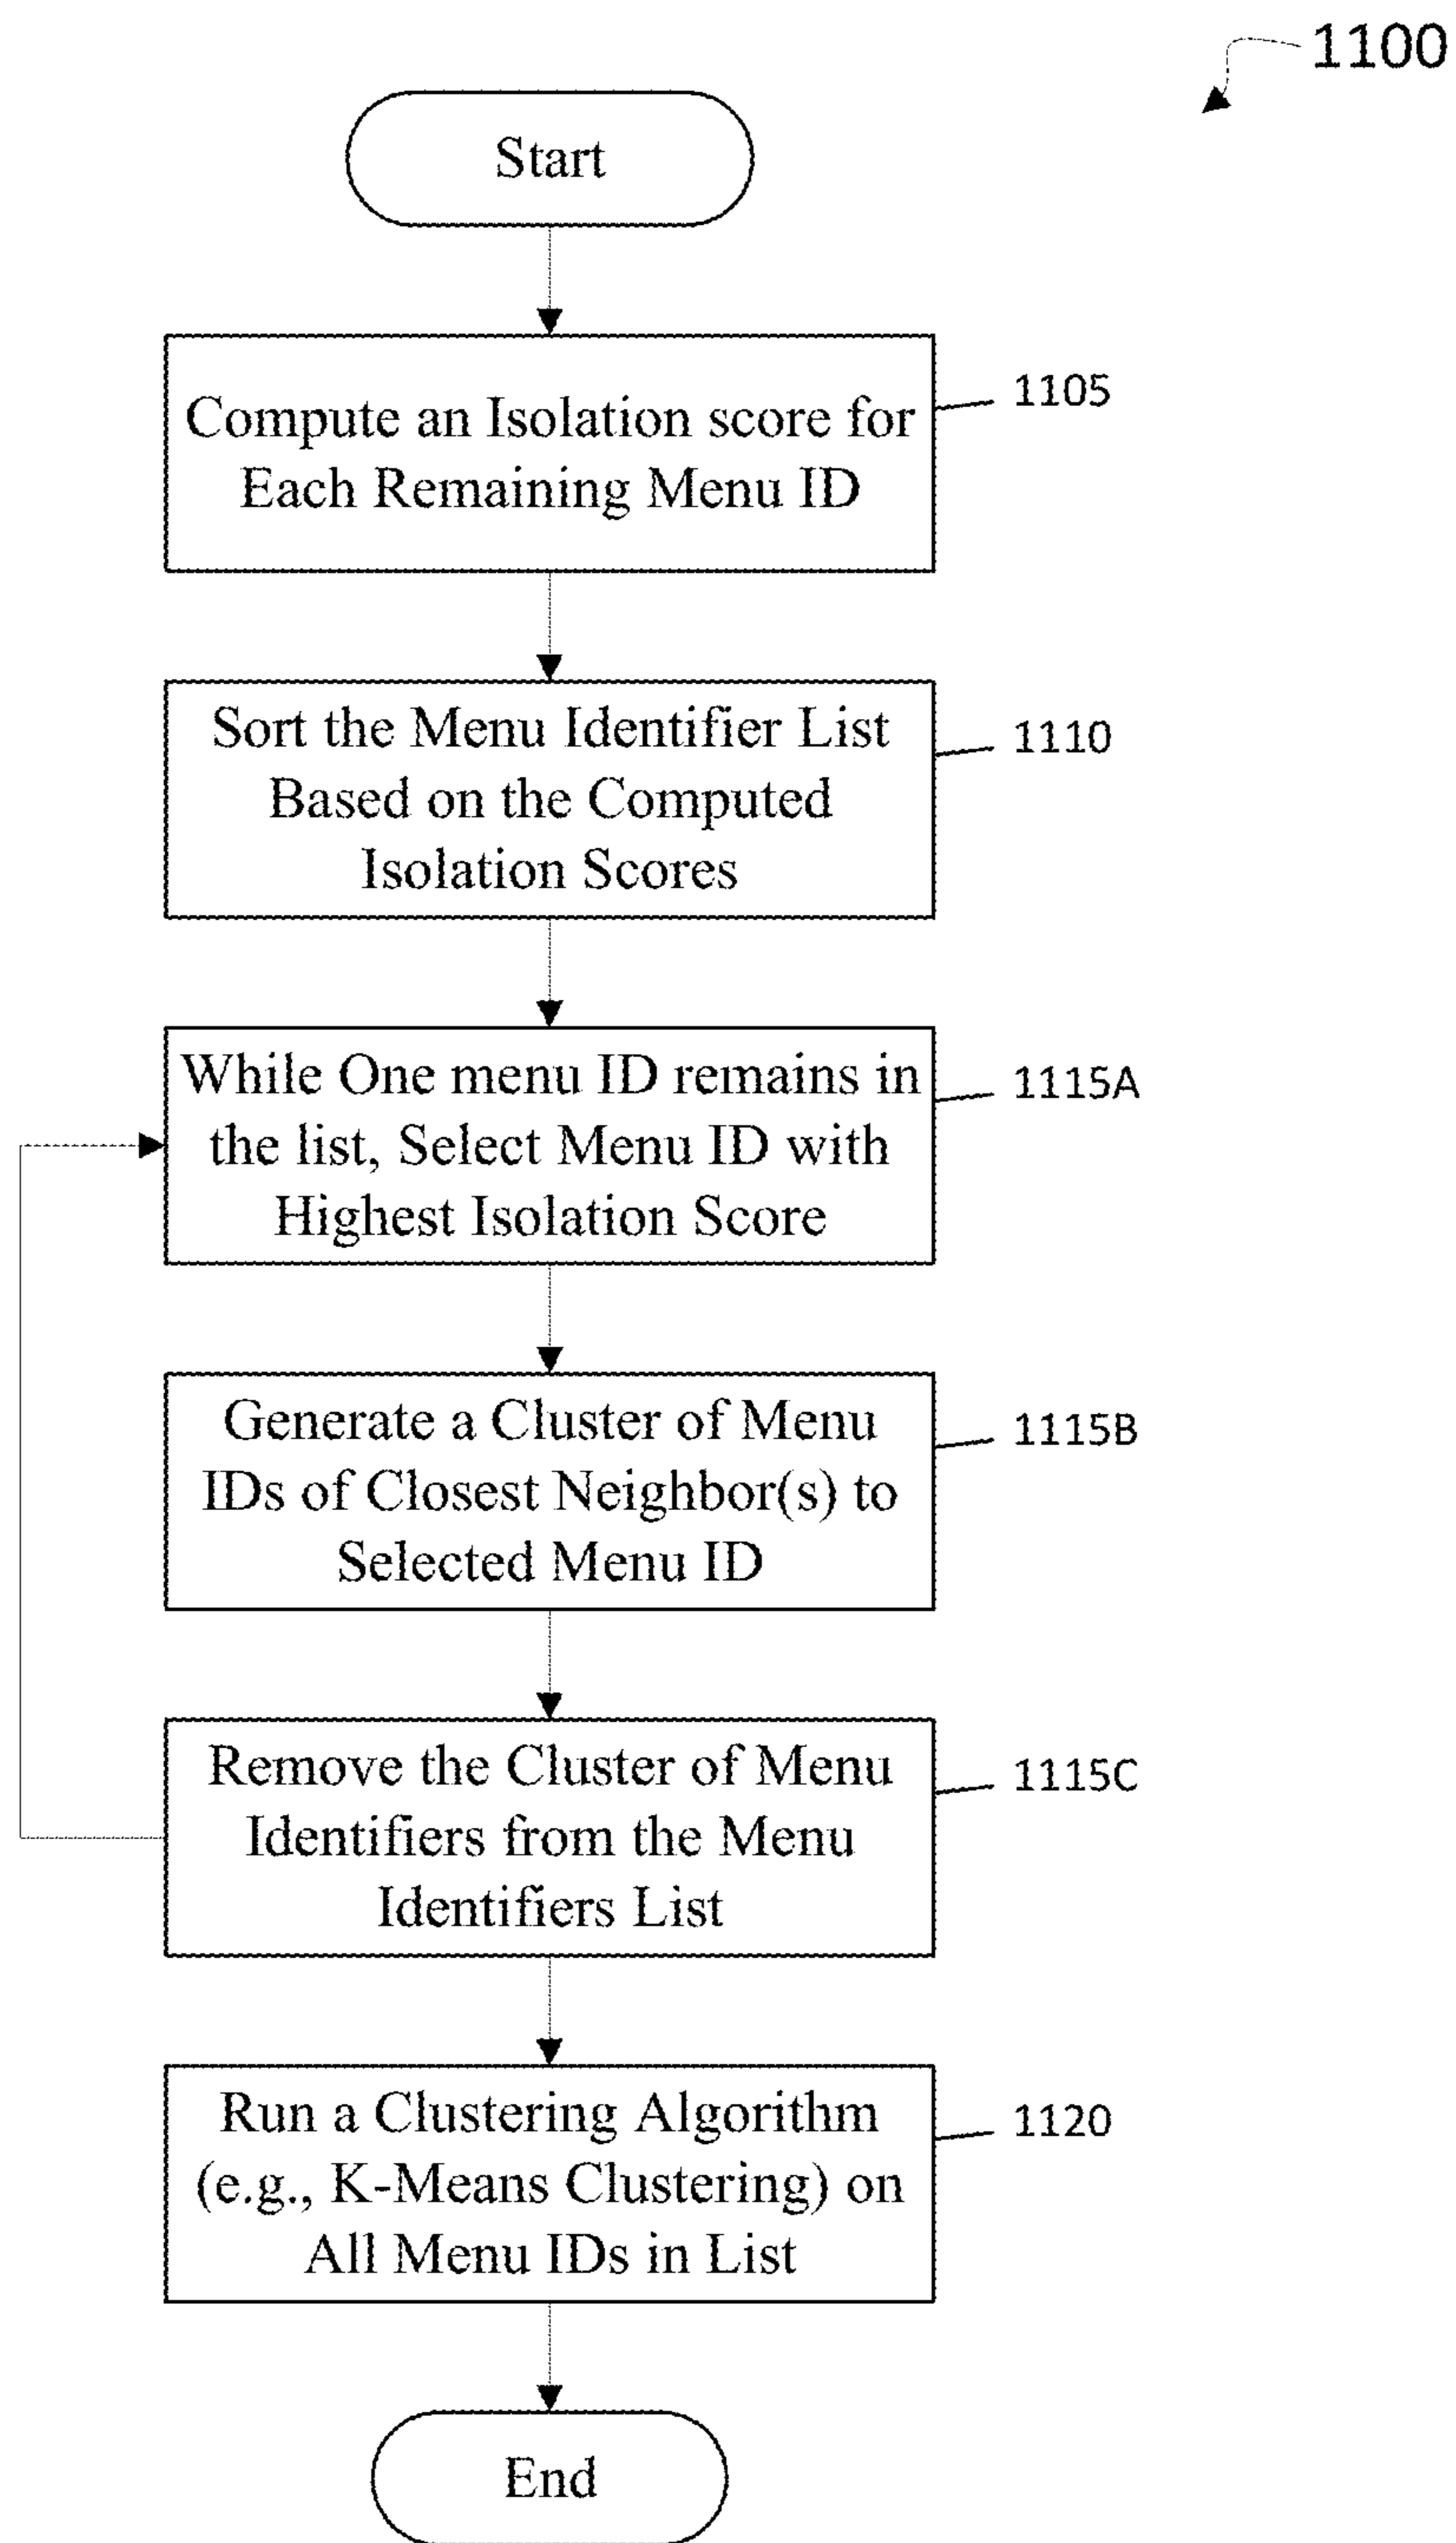 1100
Start
Compute an Isolation score for
Each Remaining Menu ID
1105
Sort the Menu Identifier List
Based on the Computed
Isolation Scores
1110
While One menu ID remains in
the list, Select Menu ID with
Highest Isolation Score
1115A
Generate a Cluster of Menu
IDs of Closest Neighbor(s) to
Selected Menu ID
1115B
Remove the Cluster of Menu
Identifiers from the Menu
Identifiers List
1115C
Run a Clustering Algorithm
(e.g., K-Means Clustering) on
All Menu IDs in List
1120
End